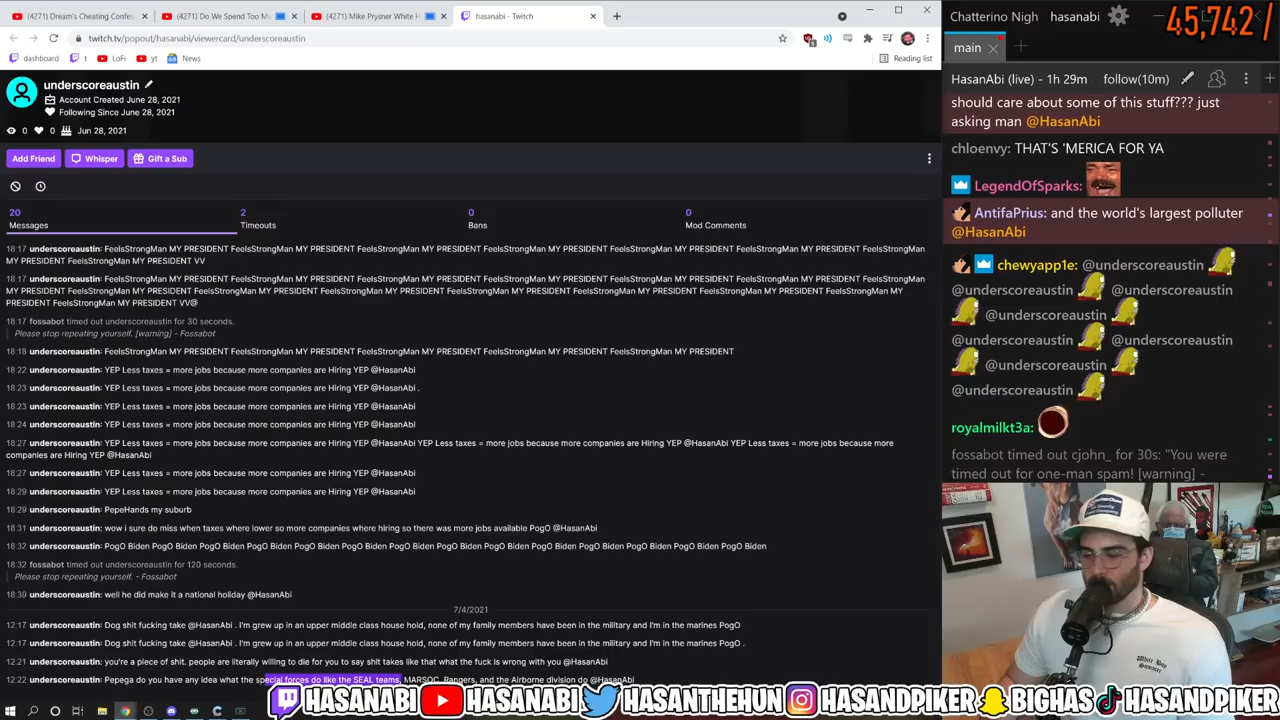 (4271) Dream's Cheating Confes
(4271) Do We Spend Too M
(4271) Mike Prysner White H
hasanabi - Twitch
twitch.tv/popout/hasanabi/viewercard/underscoreaustin
dashboard
t
LoFi
yt
News
Reading list
underscoreaustin
Account Created June 28, 2021
Following Since June 28, 2021
0
0
Jun 28, 2021
Add Friend
Whisper
Gift a Sub
20
Messages
2
Timeouts
0
Bans
0
Mod Comments
18:17 underscoreaustin: FeelsStrongMan MY PRESIDENT FeelsStrongMan MY PRESIDENT FeelsStrongMan MY PRESIDENT FeelsStrongMan MY PRESIDENT FeelsStrongMan MY PRESIDENT FeelsStrongMan
MY PRESIDENT FeelsStrongMan MY PRESIDENT VV
18:17 underscoreaustin: FeelsStrongMan MY PRESIDENT FeelsStrongMan MY PRESIDENT FeelsStrongMan MY PRESIDENT FeelsStrongMan MY PRESIDENT FeelsStrongMan MY PRESIDENT FeelsStrongMan
MY PRESIDENT FeelsStrongMan MY PRESIDENT FeelsStrongMan MY PRESIDENT FeelsStrongMan MY PRESIDENT FeelsStrongMan MY PRESIDENT FeelsStrongMan MY PRESIDENT FeelsStrongMan MY
PRESIDENT FeelsStrongMan MY PRESIDENT VV@
18:17 fossabot timed out underscoreaustin for 30 seconds.
Please stop repeating yourself. [warning] - Fossabot
18:18 underscoreaustin: FeelsStrongMan MY PRESIDENT FeelsStrongMan MY PRESIDENT FeelsStrongMan MY PRESIDENT FeelsStrongMan MY PRESIDENT FeelsStrongMan MY PRESIDENT
18:22 underscoreaustin: YEP Less taxes = more jobs because more companies are Hiring YEP @HasanAbi
18:23 underscoreaustin: YEP Less taxes = more jobs because more companies are Hiring YEP @HasanAbi .
18:23 underscoreaustin: YEP Less taxes = more jobs because more companies are Hiring YEP @HasanAbi
18:24 underscoreaustin: YEP Less taxes = more jobs because more companies are Hiring YEP @HasanAbi
18:27 underscoreaustin: YEP Less taxes = more jobs because more companies are Hiring YEP @HasanAbi YEP Less taxes = more jobs because more companies are Hiring YEP @HasanAbi YEP Less taxes = more jobs because more
companies are Hiring YEP @HasanAbi
18:27 underscoreaustin: YEP Less taxes = more jobs because more companies are Hiring YEP @HasanAbi
18:29 underscoreaustin: YEP Less taxes = more jobs because more companies are Hiring YEP @HasanAbi
18:29 underscoreaustin: PepeHands my suburb
18:31 underscoreaustin: wow i sure do miss when taxes where lower so more companies where hiring so there was more jobs available PogO @HasanAbi
18:32 underscoreaustin: PogO Biden PogO Biden PogO Biden PogO Biden PogO Biden PogO Biden PogO Biden PogO Biden PogO Biden PogO Biden PogO Biden PogO Biden PogO Biden PogO Biden
18:32 fossabot timed out underscoreaustin for 120 seconds.
Please stop repeating yourself. - Fossabot
18:39 underscoreaustin: well he did make it a national holiday @HasanAbi
7/4/2021
12:17 underscoreaustin: Dog shit fucking take @HasanAbi . I'm grew up in an upper middle class house hold, none of my family members have been in the military and I'm in the marines PogO
12:17 underscoreaustin: Dog shit fucking take @HasanAbi . I'm grew up in an upper middle class house hold, none of my family members have been in the military and I'm in the marines PogO .
12:21 underscoreaustin: you're a piece of shit. people are literally willing to die for you to say shit takes like that what the fuck is wrong with you @HasanAbi
12:22 underscoreaustin: Pepega do you have any idea what the special forces do like the SEAL teams, MARSOC, Rangers, and the Airborne division do @HasanAbi
Chatterino Nigh
hasanabi
45,742 /
main
HasanAbi (live) - 1h 29m
follow(10m)
should care about some of this stuff??? just
asking man @HasanAbi
chloenvy: THAT'S 'MERICA FOR YA
LegendOfSparks:
AntifaPrius: and the world's largest polluter
@HasanAbi
chewyapp1e: @underscoreaustin
@underscoreaustin @underscoreaustin
@underscoreaustin
@underscoreaustin @underscoreaustin
@underscoreaustin
@underscoreaustin
royalmilkt3a:
fossabot timed out cjohn_ for 30s: "You were
timed out for one-man spam! [warning] -
HASANABI HASANABI HASANTHEHUN HASANDPIKER BIGHAS HASANDPIKER